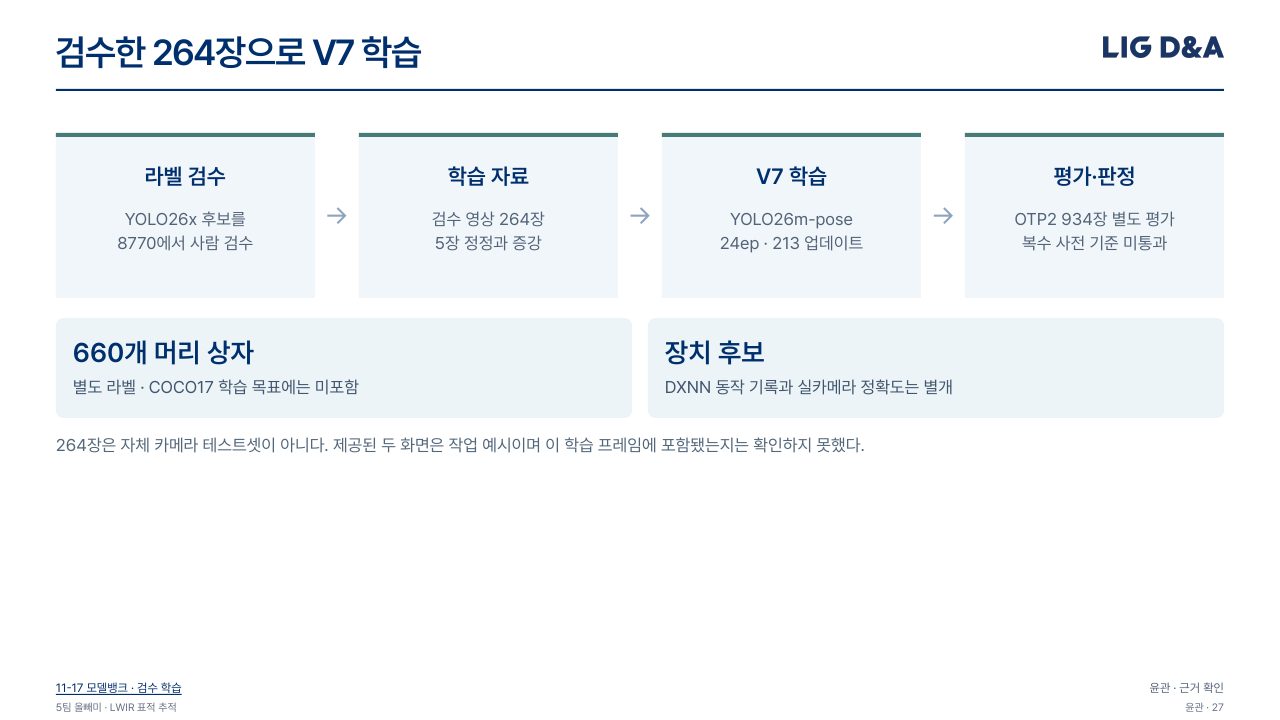 검수한 264장으로 V7 학습
LIG D&A
라벨 검수
YOLO26x 후보를
8770에서 사람 검수
→
학습 자료
검수 영상 264장
5장 정정과 증강
→
V7 학습
YOLO26m-pose
24ep · 213 업데이트
→
평가·판정
OTP2 934장 별도 평가
복수 사전 기준 미통과
660개 머리 상자
별도 라벨 · COCO17 학습 목표에는 미포함
장치 후보
DXNN 동작 기록과 실카메라 정확도는 별개
264장은 자체 카메라 테스트셋이 아니다. 제공된 두 화면은 작업 예시이며 이 학습 프레임에 포함됐는지는 확인하지 못했다.
11-17 모델뱅크 · 검수 학습
5팀 올빼미 · LWIR 표적 추적
윤관 · 근거 확인
윤관 · 27